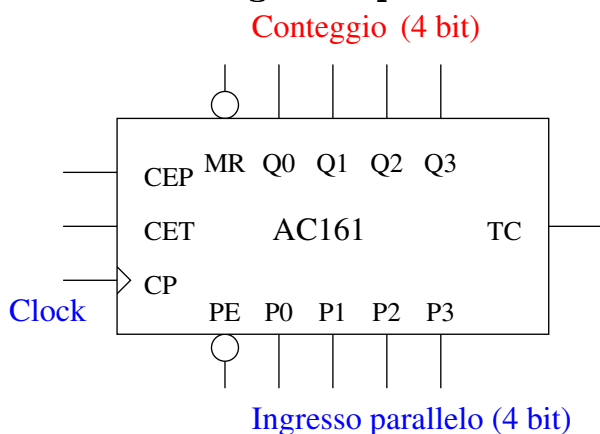 Conteggio (4 bit)
MR Q0 Q1 Q2 Q3
CEP
CET AC161 TC
CP
Clock
PE P0 P1 P2 P3
Ingresso parallelo (4 bit)